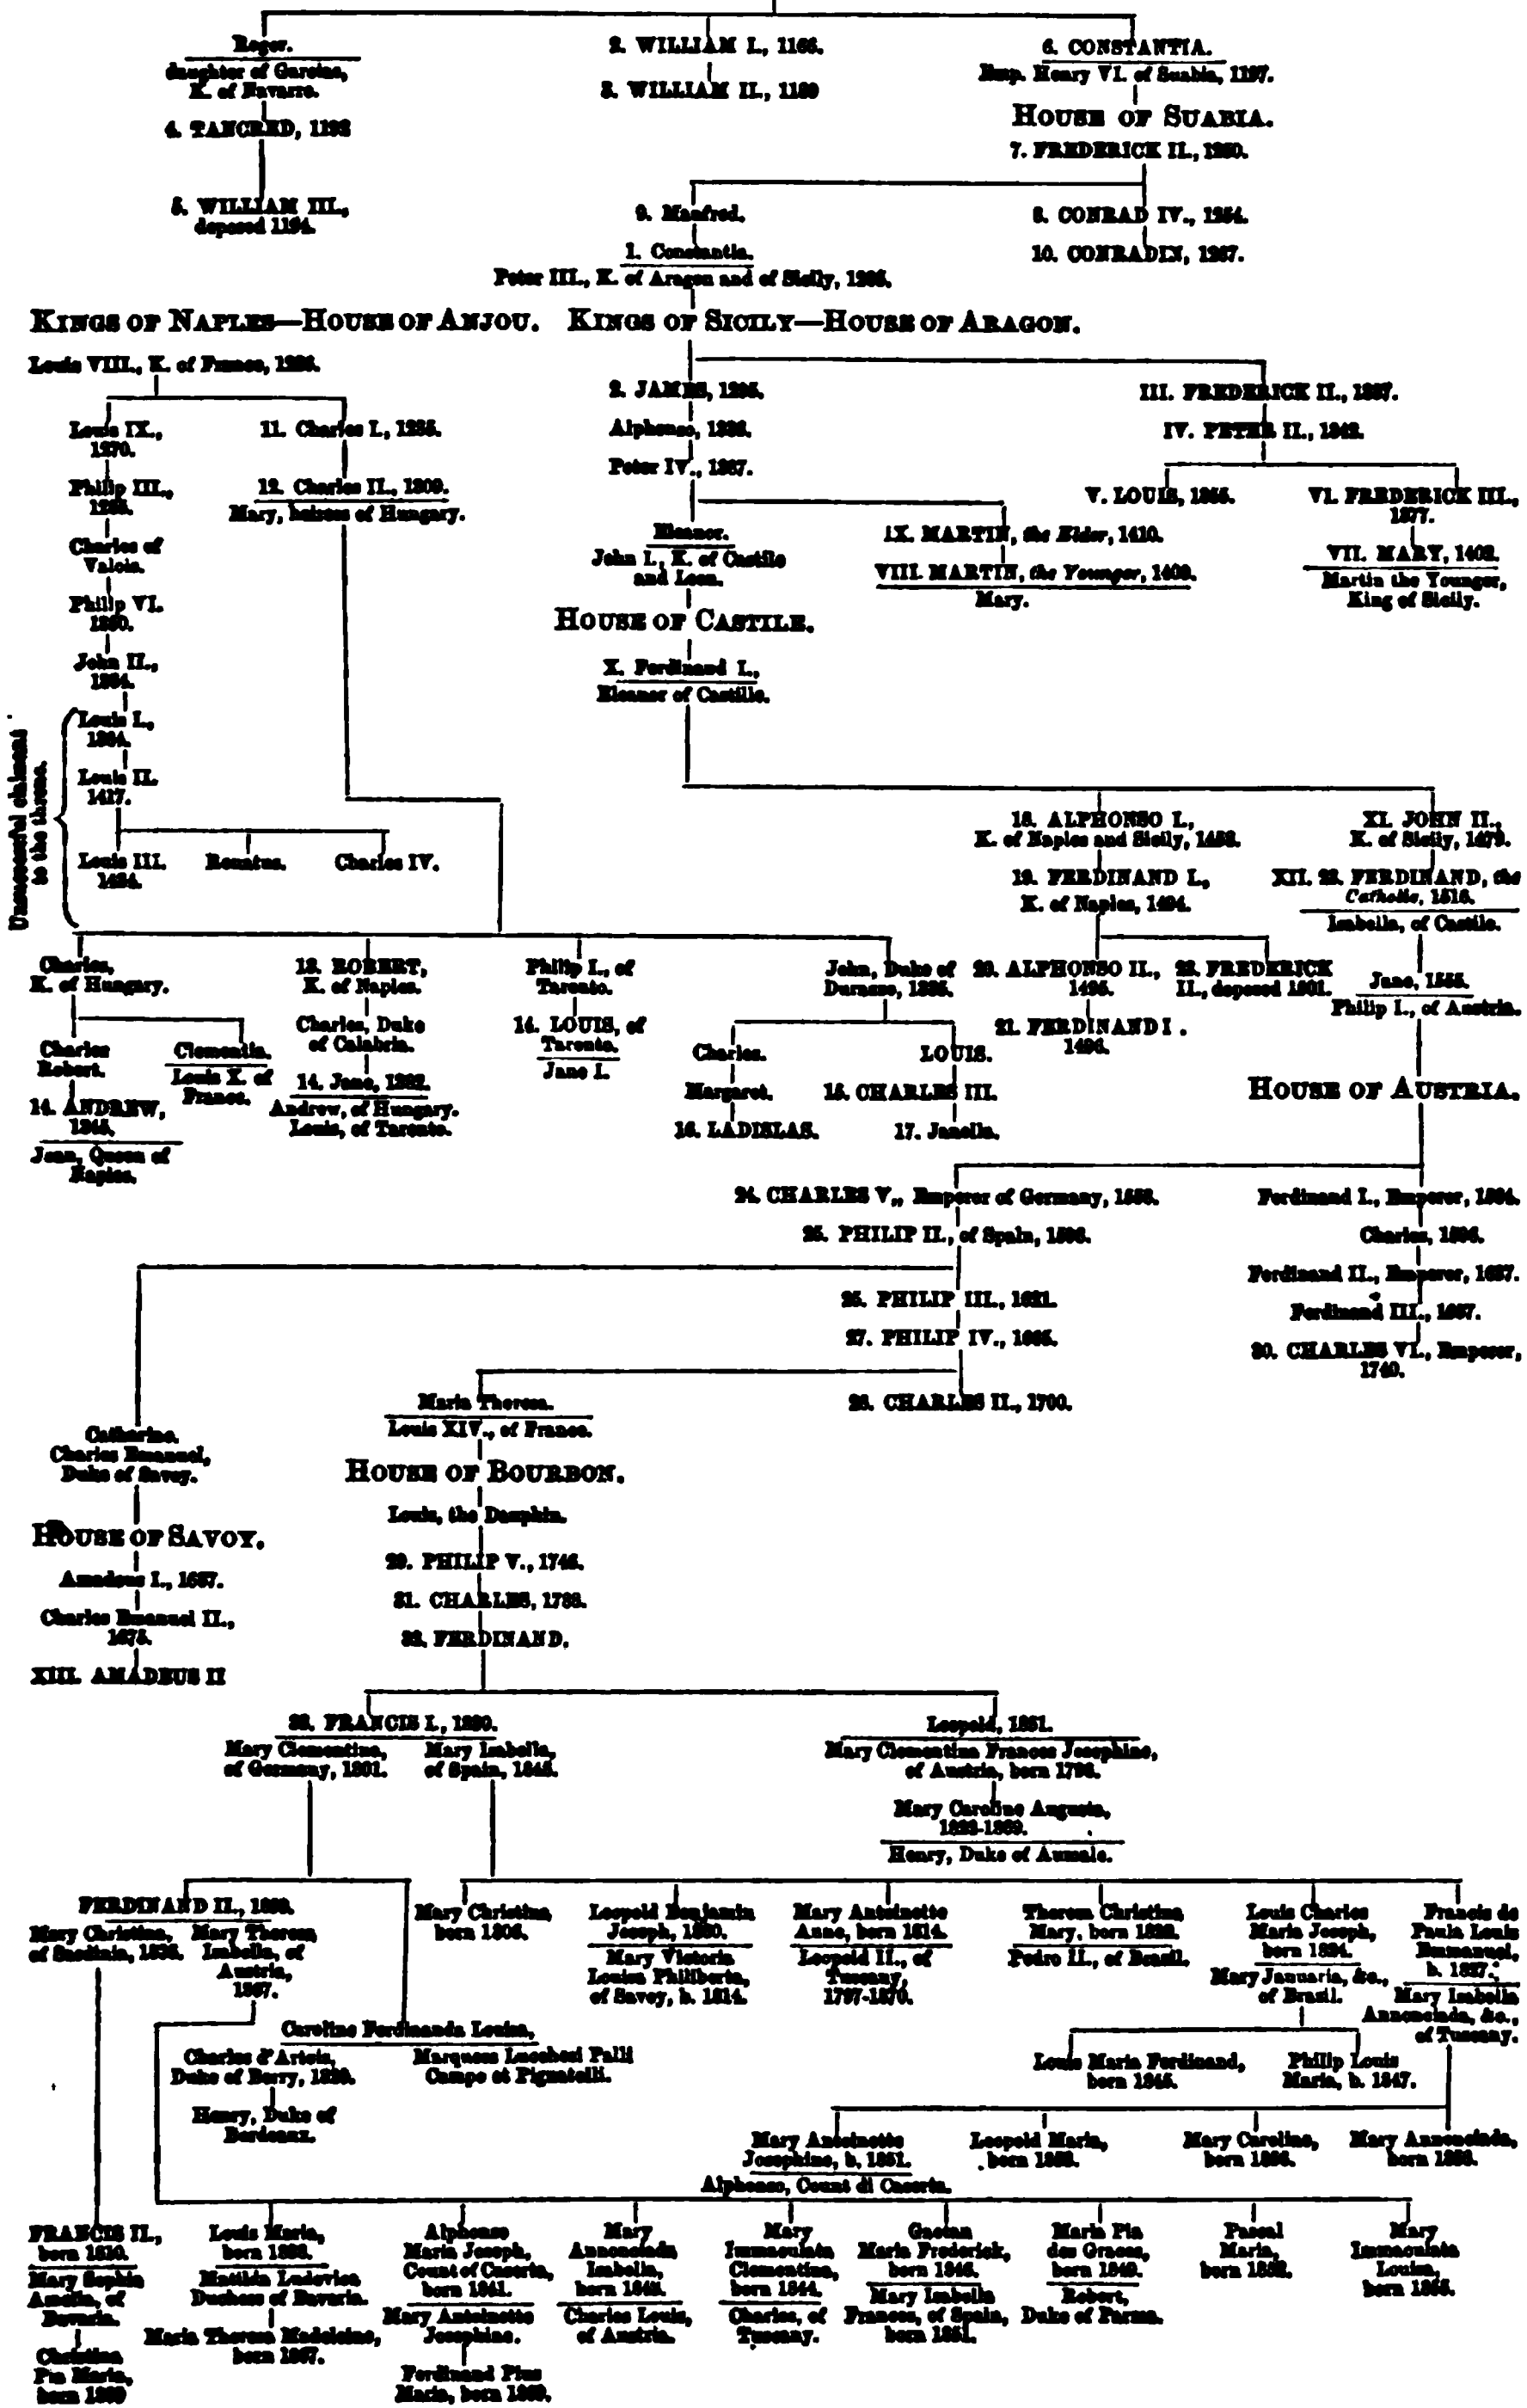 Roger.
daughter of Garcias,
K. of Navarre.
4. TANCRED, 1192
5. WILLIAM III.,
deposed 1194.
2. WILLIAM I., 1166.
3. WILLIAM II., 1189
6. CONSTANTIA.
Emp. Henry VI. of Suabia, 1197.
HOUSE OF SUABIA.
7. FREDERICK II., 1250.
9. Manfred.
8. CONRAD IV., 1254.
10. CONRADIN, 1267.
1. Constantia.
Peter III., K. of Aragon and of Sicily,
KINGS OF NAPLES—HOUSE OF ANJOU.
Louis VIII., K. of France,
Louis IX.,
1270.
Philip III.,
Charles of
Valois.
Philip VI.
John II.,
Louis I.,
Louis II.
1417.
Louis III.
Renatus.
Charles IV.
Unsuccessful claimant
to the throne.
11. Charles I.,
12. Charles II., 1309.
Mary, heiress of Hungary.
KINGS OF SICILY—HOUSE OF ARAGON.
2. JAMES,
Alphonso, 1336.
Peter IV., 1387.
Eleanor.
John I., K. of Castile
and Leon.
IX. MARTIN, the Elder, 1410.
VIII. MARTIN, the Younger, 1409.
Mary.
III. FREDERICK II., 1337.
IV. PETER II., 1342.
V. LOUIS, 1355.
VI. FREDERICK III.,
1377.
VII. MARY, 1402.
Martin the Younger,
King of Sicily.
HOUSE OF CASTILE.
X. Ferdinand I.,
Eleanor of Castille.
18. ALPHONSO I.,
K. of Naples and Sicily, 1458.
19. FERDINAND I.,
K. of Naples, 1494.
20. ALPHONSO II.,
1495.
21. FERDINAND I.
1496.
22. FREDERICK
II., deposed 1501.
XI. JOHN II.,
K. of Sicily, 1479.
XII. 23. FERDINAND, the
Catholic, 1516.
Isabella, of Castile.
Jane, 1555.
Philip I., of Austria.
Charles,
K. of Hungary.
Charles
Robert.
14. ANDREW,
1345.
Joan, Queen of
Naples.
Clementia.
Louis X. of
France.
13. ROBERT,
K. of Naples.
Charles, Duke
of Calabria.
14. Jane, 1382.
Andrew, of Hungary.
Louis, of Tarento.
Philip I., of
Tarento.
14. LOUIS, of
Tarento.
Jane I.
John, Duke of
Durazzo, 1335.
Charles.
Margaret.
16. LADISLAS.
LOUIS.
15. CHARLES III.
17. Janella.
HOUSE OF AUSTRIA.
24. CHARLES V., Emperor of Germany, 1558.
25. PHILIP II., of Spain, 1598.
PHILIP III., 1621.
27. PHILIP IV., 1665.
CHARLES II., 1700.
Ferdinand I., Emperor, 1564.
Charles,
Ferdinand II., Emperor, 1637.
Ferdinand III., 1657.
30. CHARLES VI., Emperor,
1740.
Catharine.
Charles Emanuel,
Duke of Savoy.
HOUSE OF SAVOY.
Amadeus I., 1637.
Charles Emanuel II.,
1675.
XIII. AMADEUS II
Maria Theresa.
Louis XIV., of France.
HOUSE OF BOURBON.
Louis, the Dauphin.
29. PHILIP V., 1746.
31. CHARLES, 1788.
32. FERDINAND.
33. FRANCIS I., 1830.
Mary Clementina,
of Germany, 1801.
Mary Isabella,
of Spain, 1848.
Leopold, 1851.
Mary Clementina Frances Josephine,
of Austria, born 1798.
Mary Caroline Augusta,
1822-1869.
Henry, Duke of Aumale.
FERDINAND II.,
Mary Christina,
of Sardinia, 1836.
Mary Theresa
Isabella, of
Austria,
1867.
Caroline Ferdinanda Louisa,
Charles d'Artois,
Duke of Berry, 1820.
Henry, Duke of
Bordeaux.
Marquess Lucchesi Palli
Campo et Pignatelli.
Mary Christina,
born 1806.
Leopold Benjamin
Joseph, 1860.
Mary Victoria
Louisa Philiberta,
of Savoy, b. 1814.
Mary Antoinette
Anne, born 1814.
Leopold II., of
Tuscany,
1797-1870.
Theresa Christina
Mary, born 1822.
Pedro II., of Brazil.
Louis Charles
Maria Joseph,
born 1824.
Mary Januaria, &c.,
of Brazil.
Louis Maria Ferdinand,
born 1845.
Philip Louis
Maria, b. 1847.
Francis de
Paula Louis
Emmanuel,
b. 1827.
Mary Isabella
Annonciada, &c.,
of Tuscany.
Mary Antoinette
Josephine, b. 1851.
Alphonso, Count di Caserta.
Leopold Maria,
born 1853.
Mary Caroline,
born 1856.
Mary Annonciada,
born 1858.
FRANCIS II.,
born
Mary Sophia
Amelia, of
Bavaria.
Christina
Pia Maria,
born 1869
Louis Maria,
born 1838.
Matilda Ludovica
Duchess of Bavaria.
Maria Theresa Madeleine,
born 1867.
Alphonso
Maria Joseph,
Count of Caserta,
born 1841.
Mary Antoinette
Josephine.
Ferdinand Pius
Maria, born 1869.
Mary
Annonciada
Isabella,
born 1843.
Charles Louis,
of Austria.
Mary
Immaculata
Clementina,
born 1844.
Charles, of
Tuscany.
Gaetan
Maria Frederick,
born 1846.
Mary Isabella
Frances, of Spain,
born 1851.
Maria Pia
des Graces,
born 1849.
Robert,
Duke of Parma.
Pascal
Maria,
born 1852.
Mary
Immaculata
Louisa,
born 1855.